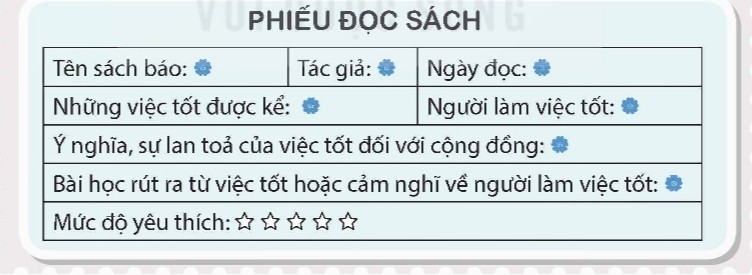 PHIẾU ĐỌC SÁCH
Tên sách báo: Tác giả: Ngày đọc:
Những việc tốt được kể: Người làm việc tốt:
Ý nghĩa, sự lan toả của việc tốt đối với cộng đồng:
Bài học rút ra từ việc tốt hoặc cảm nghĩ về người làm việc tốt:
Mức độ yêu thích: